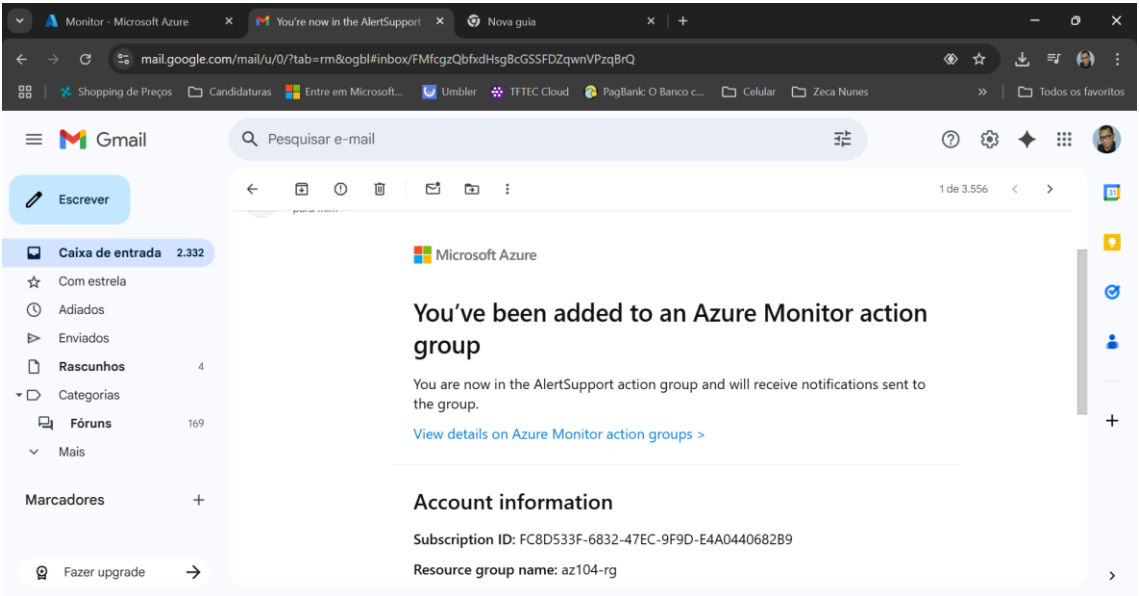 Monitor - Microsoft Azure
You're now in the AlertSupport
Nova guia
mail.google.com/mail/u/0/?tab=rm&ogbl#inbox/FMfcgzQbfxdHsgBcGSSFDZqwnVPzqBrQ
Shopping de Preços
Candidaturas
Entre em Microsoft...
Umbler
TFTEC Cloud
PagBank: O Banco c...
Celular
Zeca Nunes
Todos os favoritos
Gmail
Pesquisar e-mail
Escrever
1 de 3.556
para mim
Caixa de entrada 2.332
Com estrela
Adiados
Enviados
Rascunhos 4
Categorias
Fóruns 169
Mais
Marcadores
Fazer upgrade
Microsoft Azure
You've been added to an Azure Monitor action
group
You are now in the AlertSupport action group and will receive notifications sent to
the group.
View details on Azure Monitor action groups >
Account information
Subscription ID: FC8D533F-6832-47EC-9F9D-E4A0440682B9
Resource group name: az104-rg
31